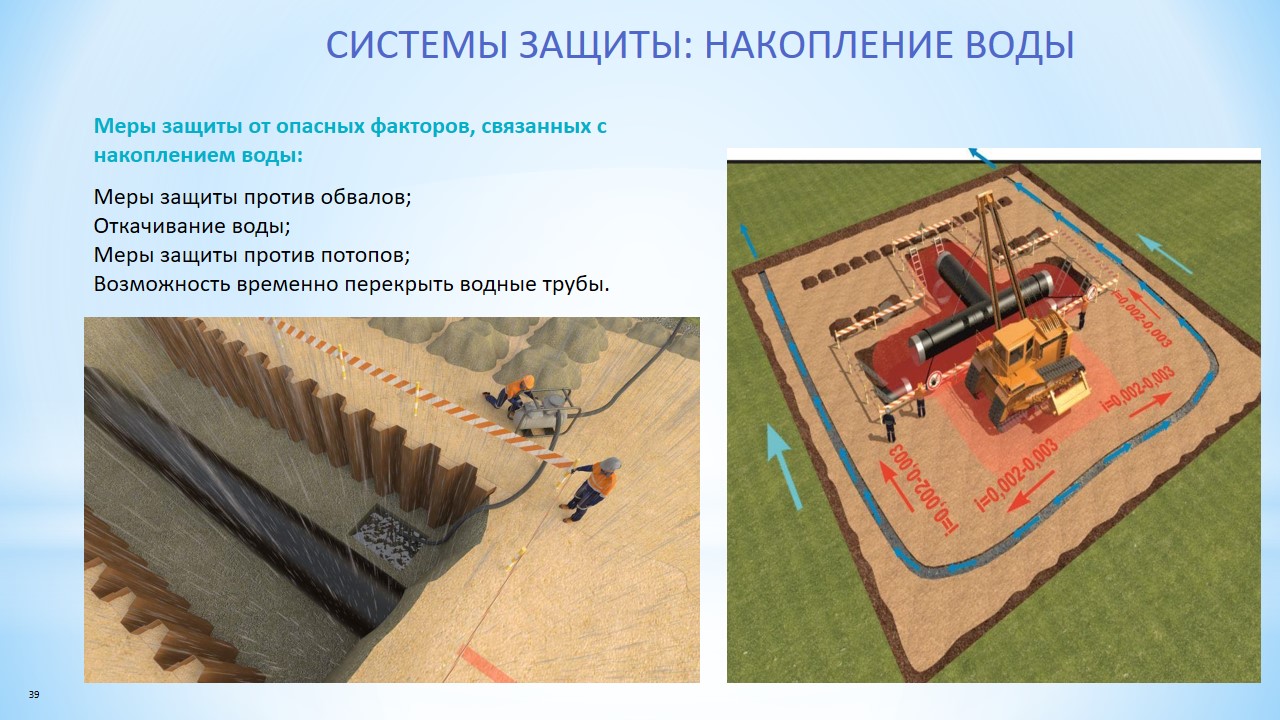 СИСТЕМЫ ЗАЩИТЫ: НАКОПЛЕНИЕ ВОДЫ
Меры защиты от опасных факторов, связанных с
накоплением воды:
Меры защиты против обвалов;
Откачивание воды;
Меры защиты против потопов;
Возможность временно перекрыть водные трубы.
i=0,002-0,003
i=0,002-0,003
i=0,002-0,003
i=0,002-0,003
39